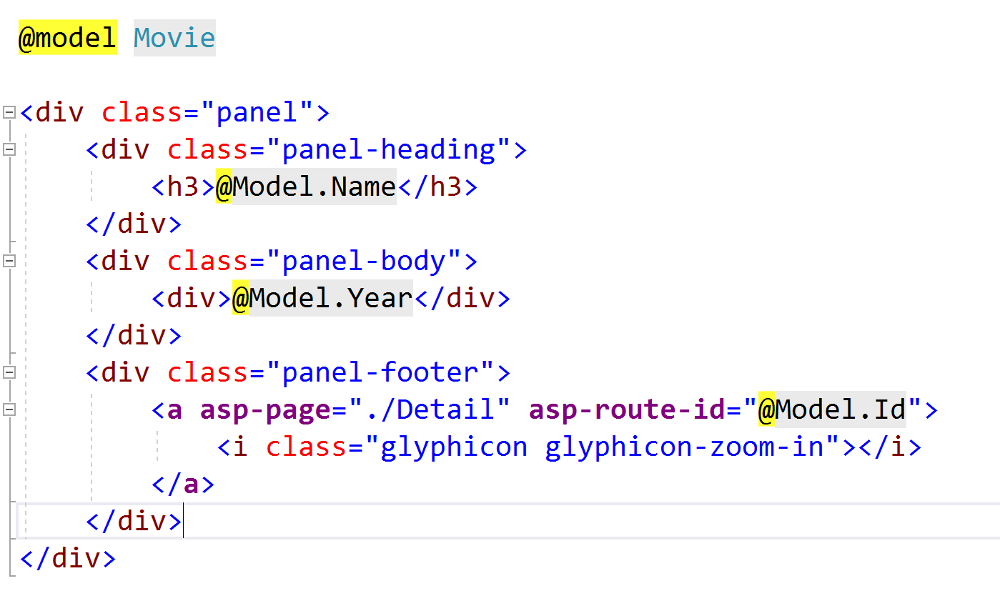 @model Movie
<div class="panel">
    <div class="panel-heading">
        <h3>@Model.Name</h3>
    </div>
    <div class="panel-body">
        <div>@Model.Year</div>
    </div>
    <div class="panel-footer">
        <a asp-page="./Detail" asp-route-id="@Model.Id">
            <i class="glyphicon glyphicon-zoom-in"></i>
        </a>
    </div>
</div>